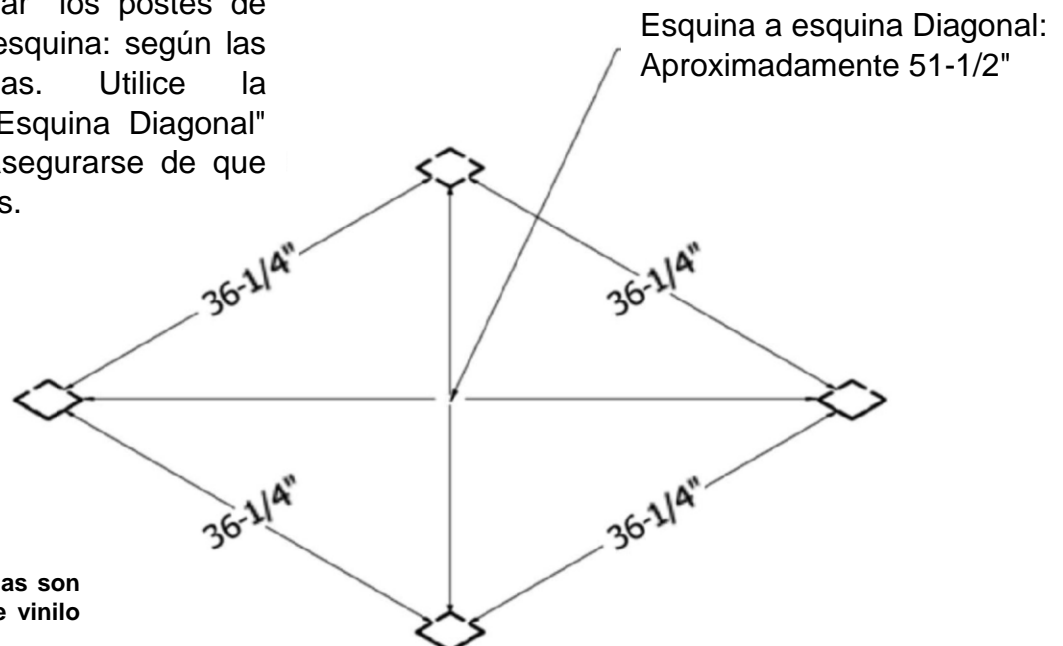 los postes de
esquina: según las
Utilice la
Esquina Diagonal"
asegurarse de que
Esquina a esquina Diagonal:
Aproximadamente 51-1/2"
36-1/4"
36-1/4"
36-1/4"
36-1/4"
son
vinilo